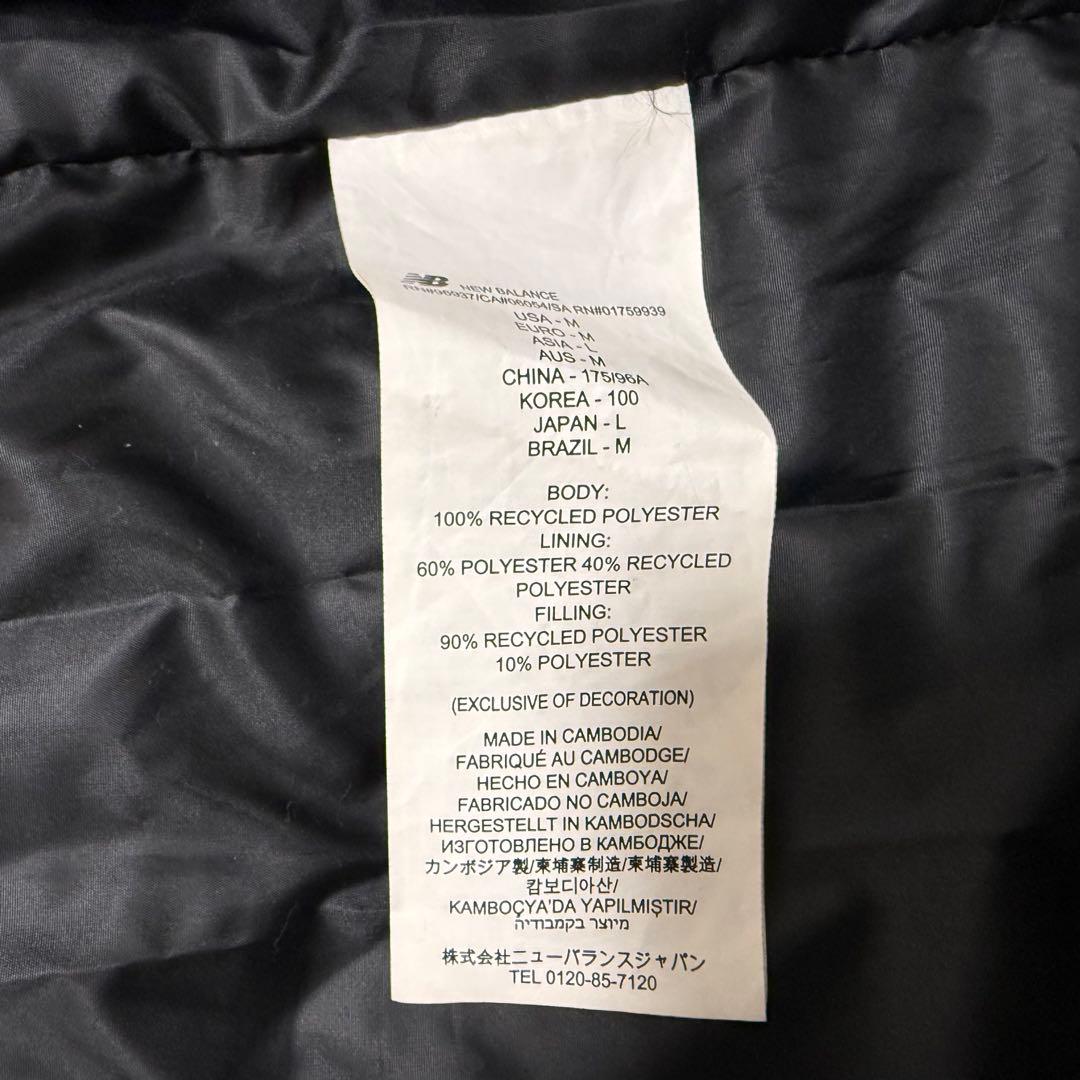 NB NEW BALANCE
RN#96937/CA#06054/SA RN#01759939
USA - M
EURO - M
ASIA - L
AUS - M
CHINA - 175/96A
KOREA - 100
JAPAN - L
BRAZIL - M
BODY:
100% RECYCLED POLYESTER
LINING:
60% POLYESTER 40% RECYCLED
POLYESTER
FILLING:
90% RECYCLED POLYESTER
10% POLYESTER
(EXCLUSIVE OF DECORATION)
MADE IN CAMBODIA/
FABRIQUÉ AU CAMBODGE/
HECHO EN CAMBOYA/
FABRICADO NO CAMBOJA/
HERGESTELLT IN KAMBODSCHA/
ИЗГОТОВЛЕНО В КАМБОДЖЕ/
カンボジア製/柬埔寨制造/柬埔寨製造/
캄보디아산/
KAMBOÇYA'DA YAPILMIŞTIR/
מיוצר בקמבודיה
株式会社ニューバランスジャパン
TEL 0120-85-7120